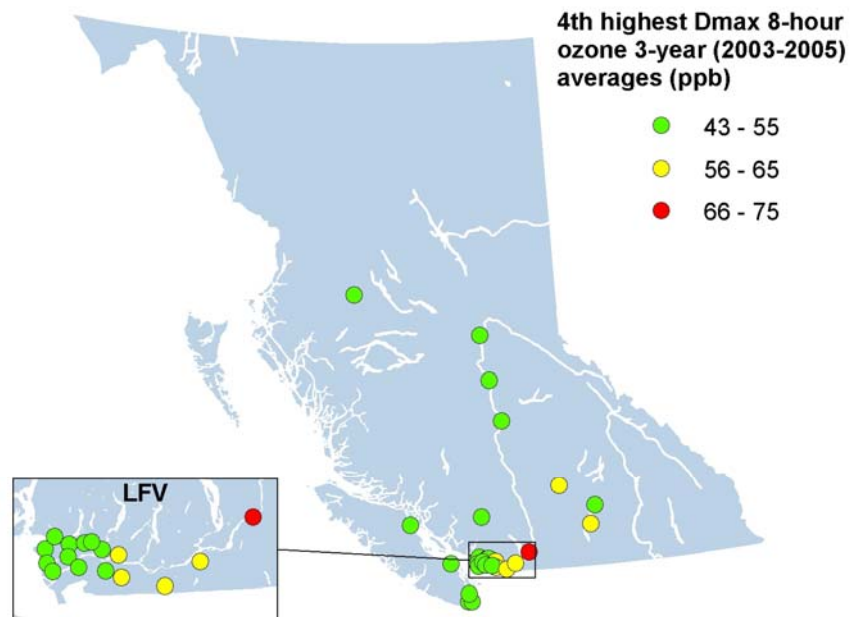 4th highest Dmax 8-hour
ozone 3-year (2003-2005)
averages (ppb)
43 - 55
56 - 65
66 - 75
LFV